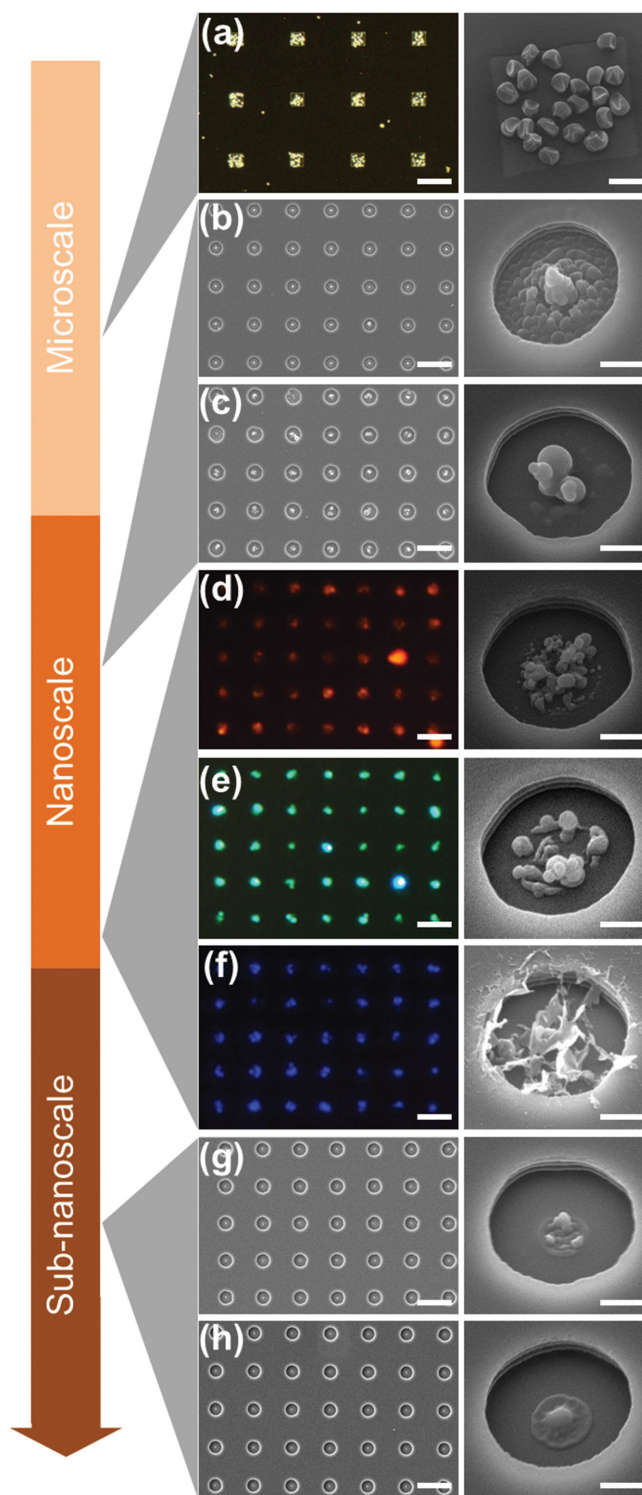 Microscale
Nanoscale
Sub-nanoscale
(a)
(b)
(c)
(d)
(e)
(f)
(g)
(h)